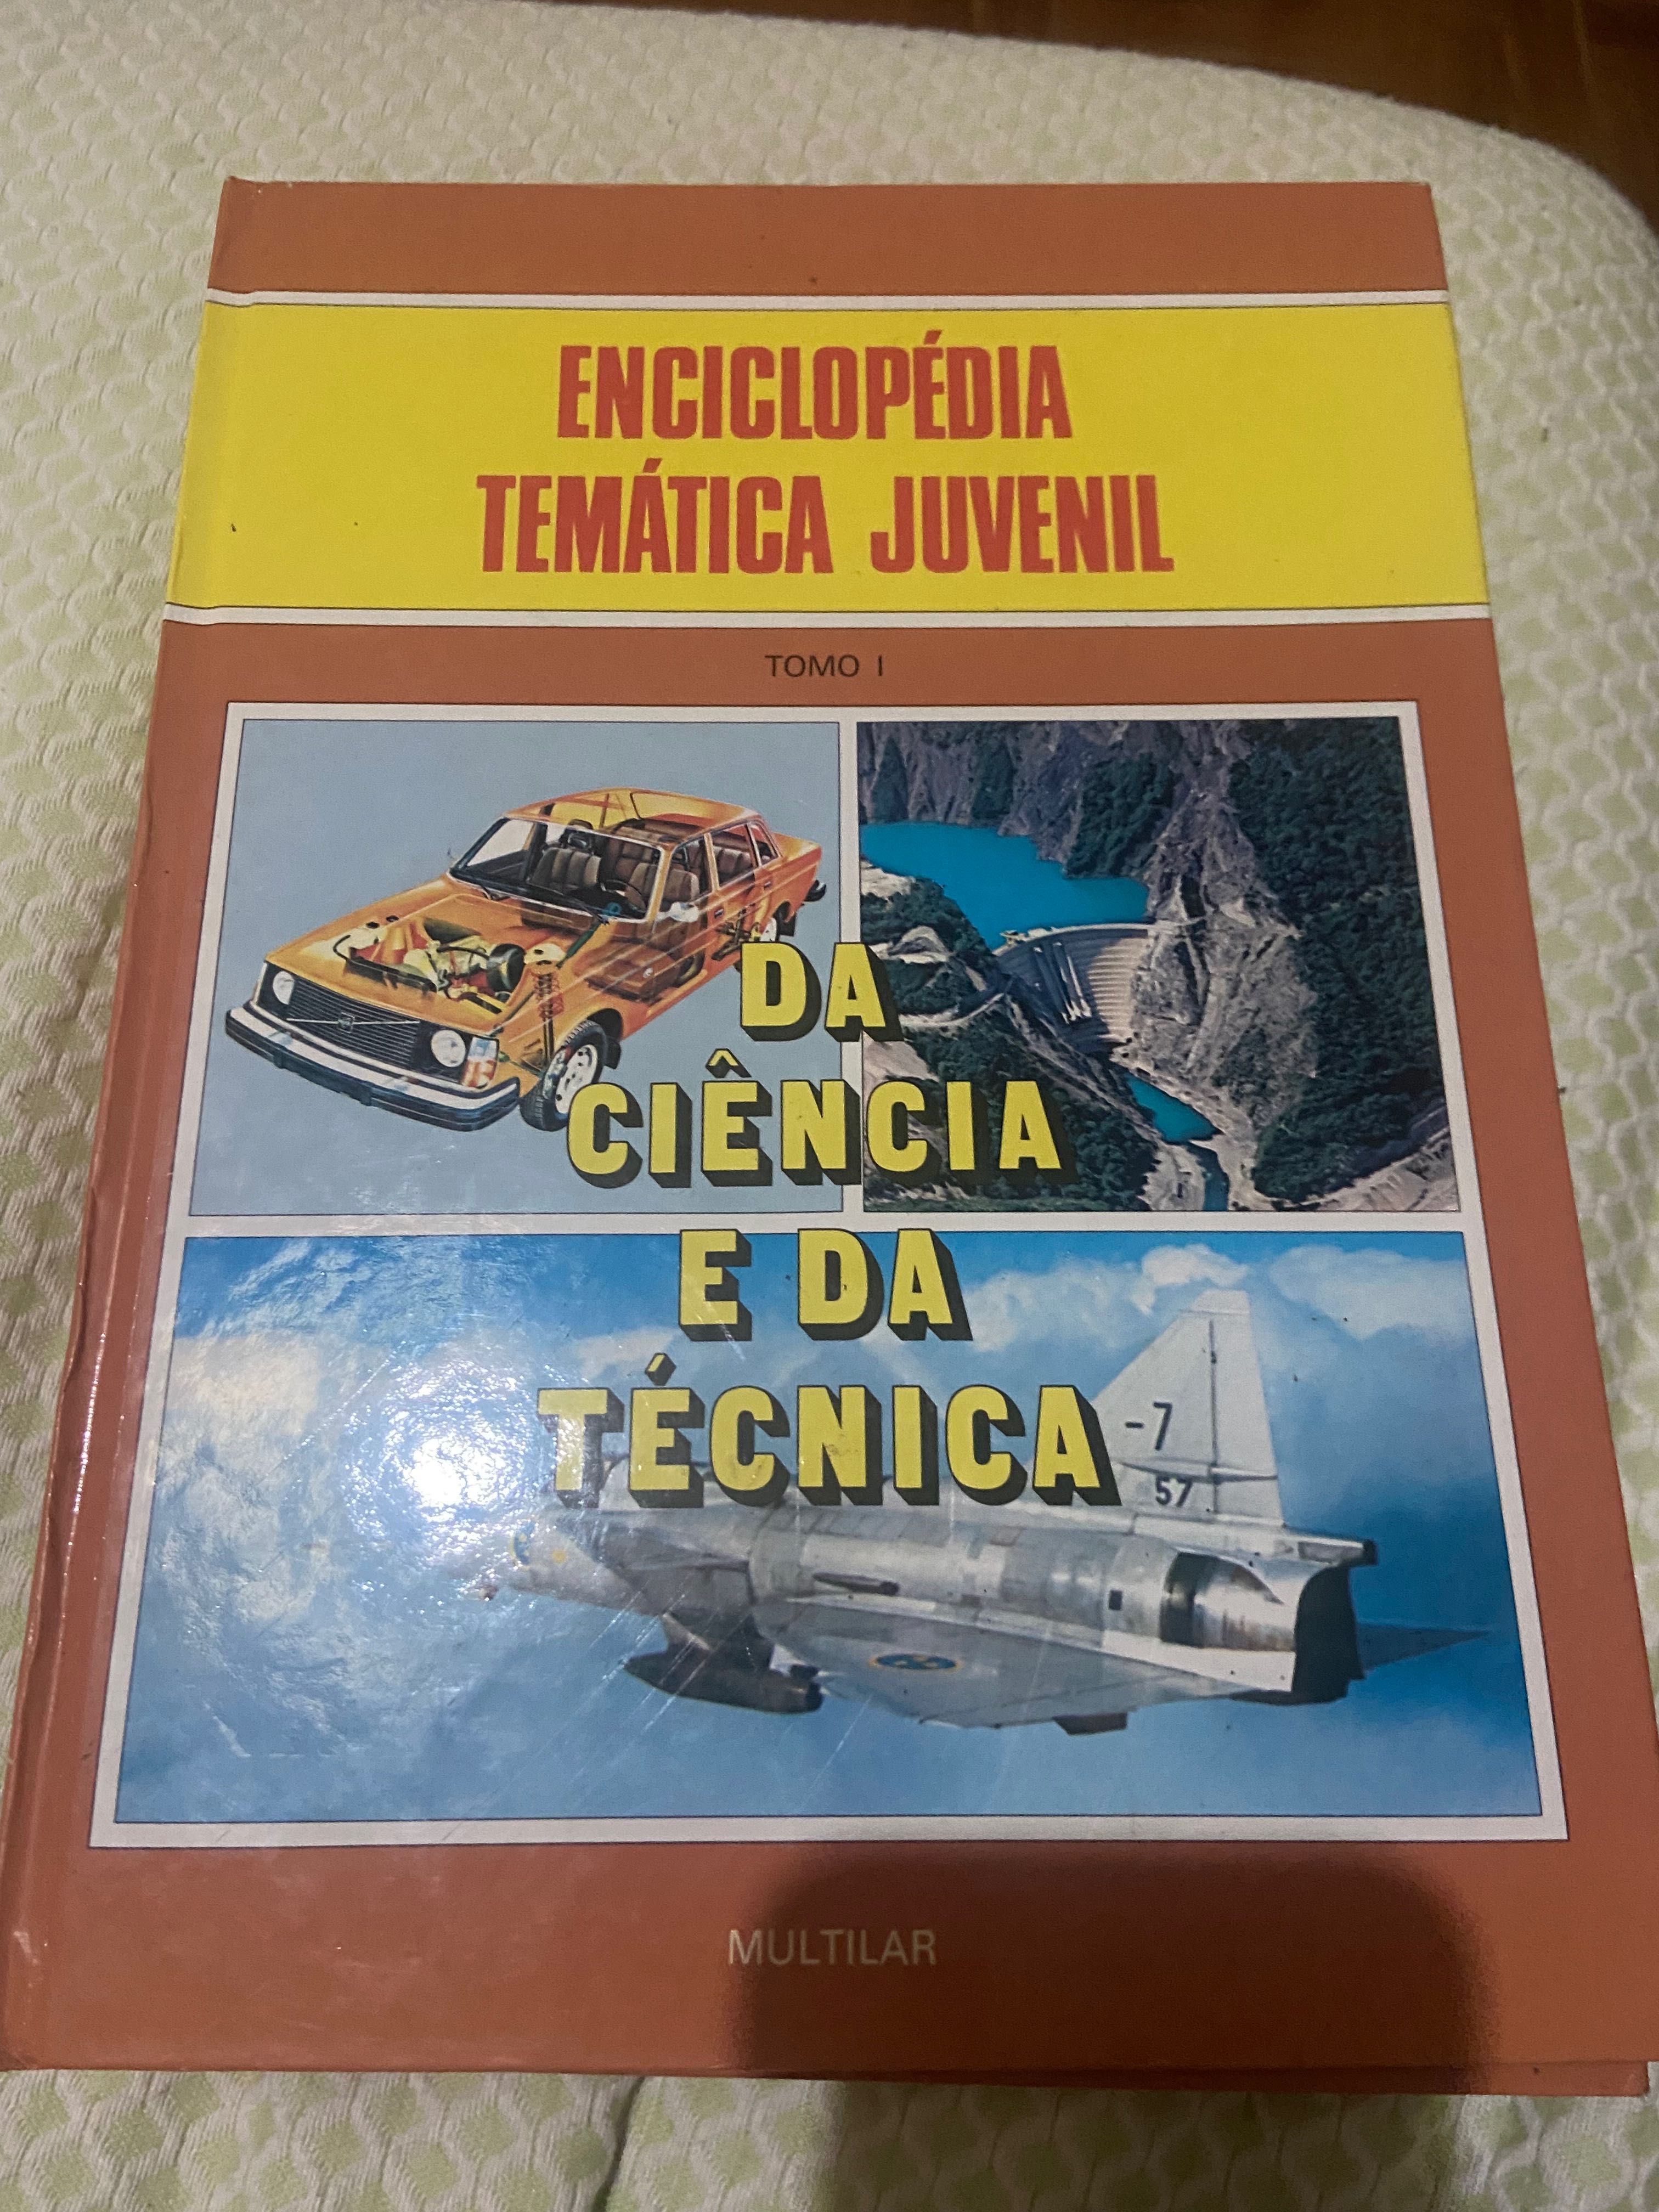 ENCICLOPÉDIA
TEMÁTICA JUVENIL
TOMO I
DA
CIÊNCIA
E DA
TÉCNICA
-7
57
MULTILAR